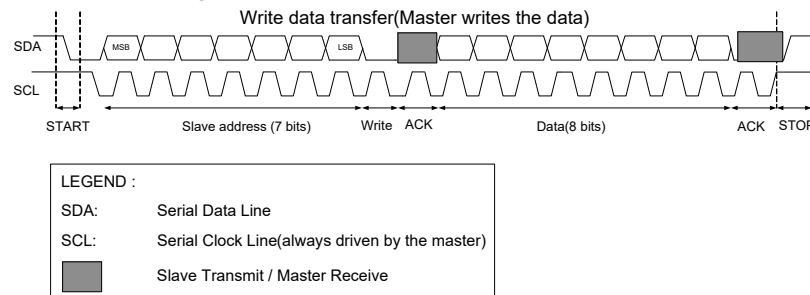 Write data transfer(Master writes the data)
SDA
MSB
LSB
SCL
START
Slave address (7 bits)
Write
ACK
Data(8 bits)
ACK
STOP
LEGEND :
SDA: Serial Data Line
SCL: Serial Clock Line(always driven by the master)
Slave Transmit / Master Receive